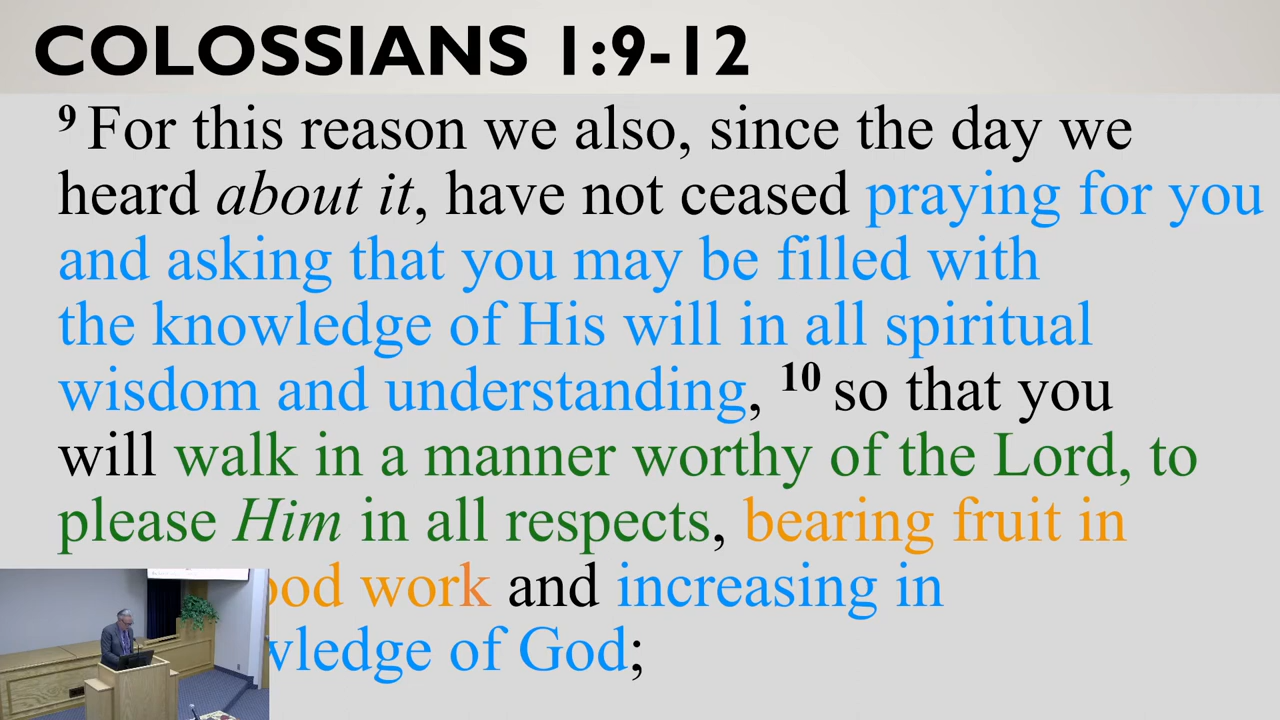 COLOSSIANS 1:9-12
9 For this reason we also, since the day we
heard about it, have not ceased praying for you
and asking that you may be filled with
the knowledge of His will in all spiritual
wisdom and understanding, 10 so that you
will walk in a manner worthy of the Lord, to
please Him in all respects, bearing fruit in
ood work and increasing in
wledge of God;